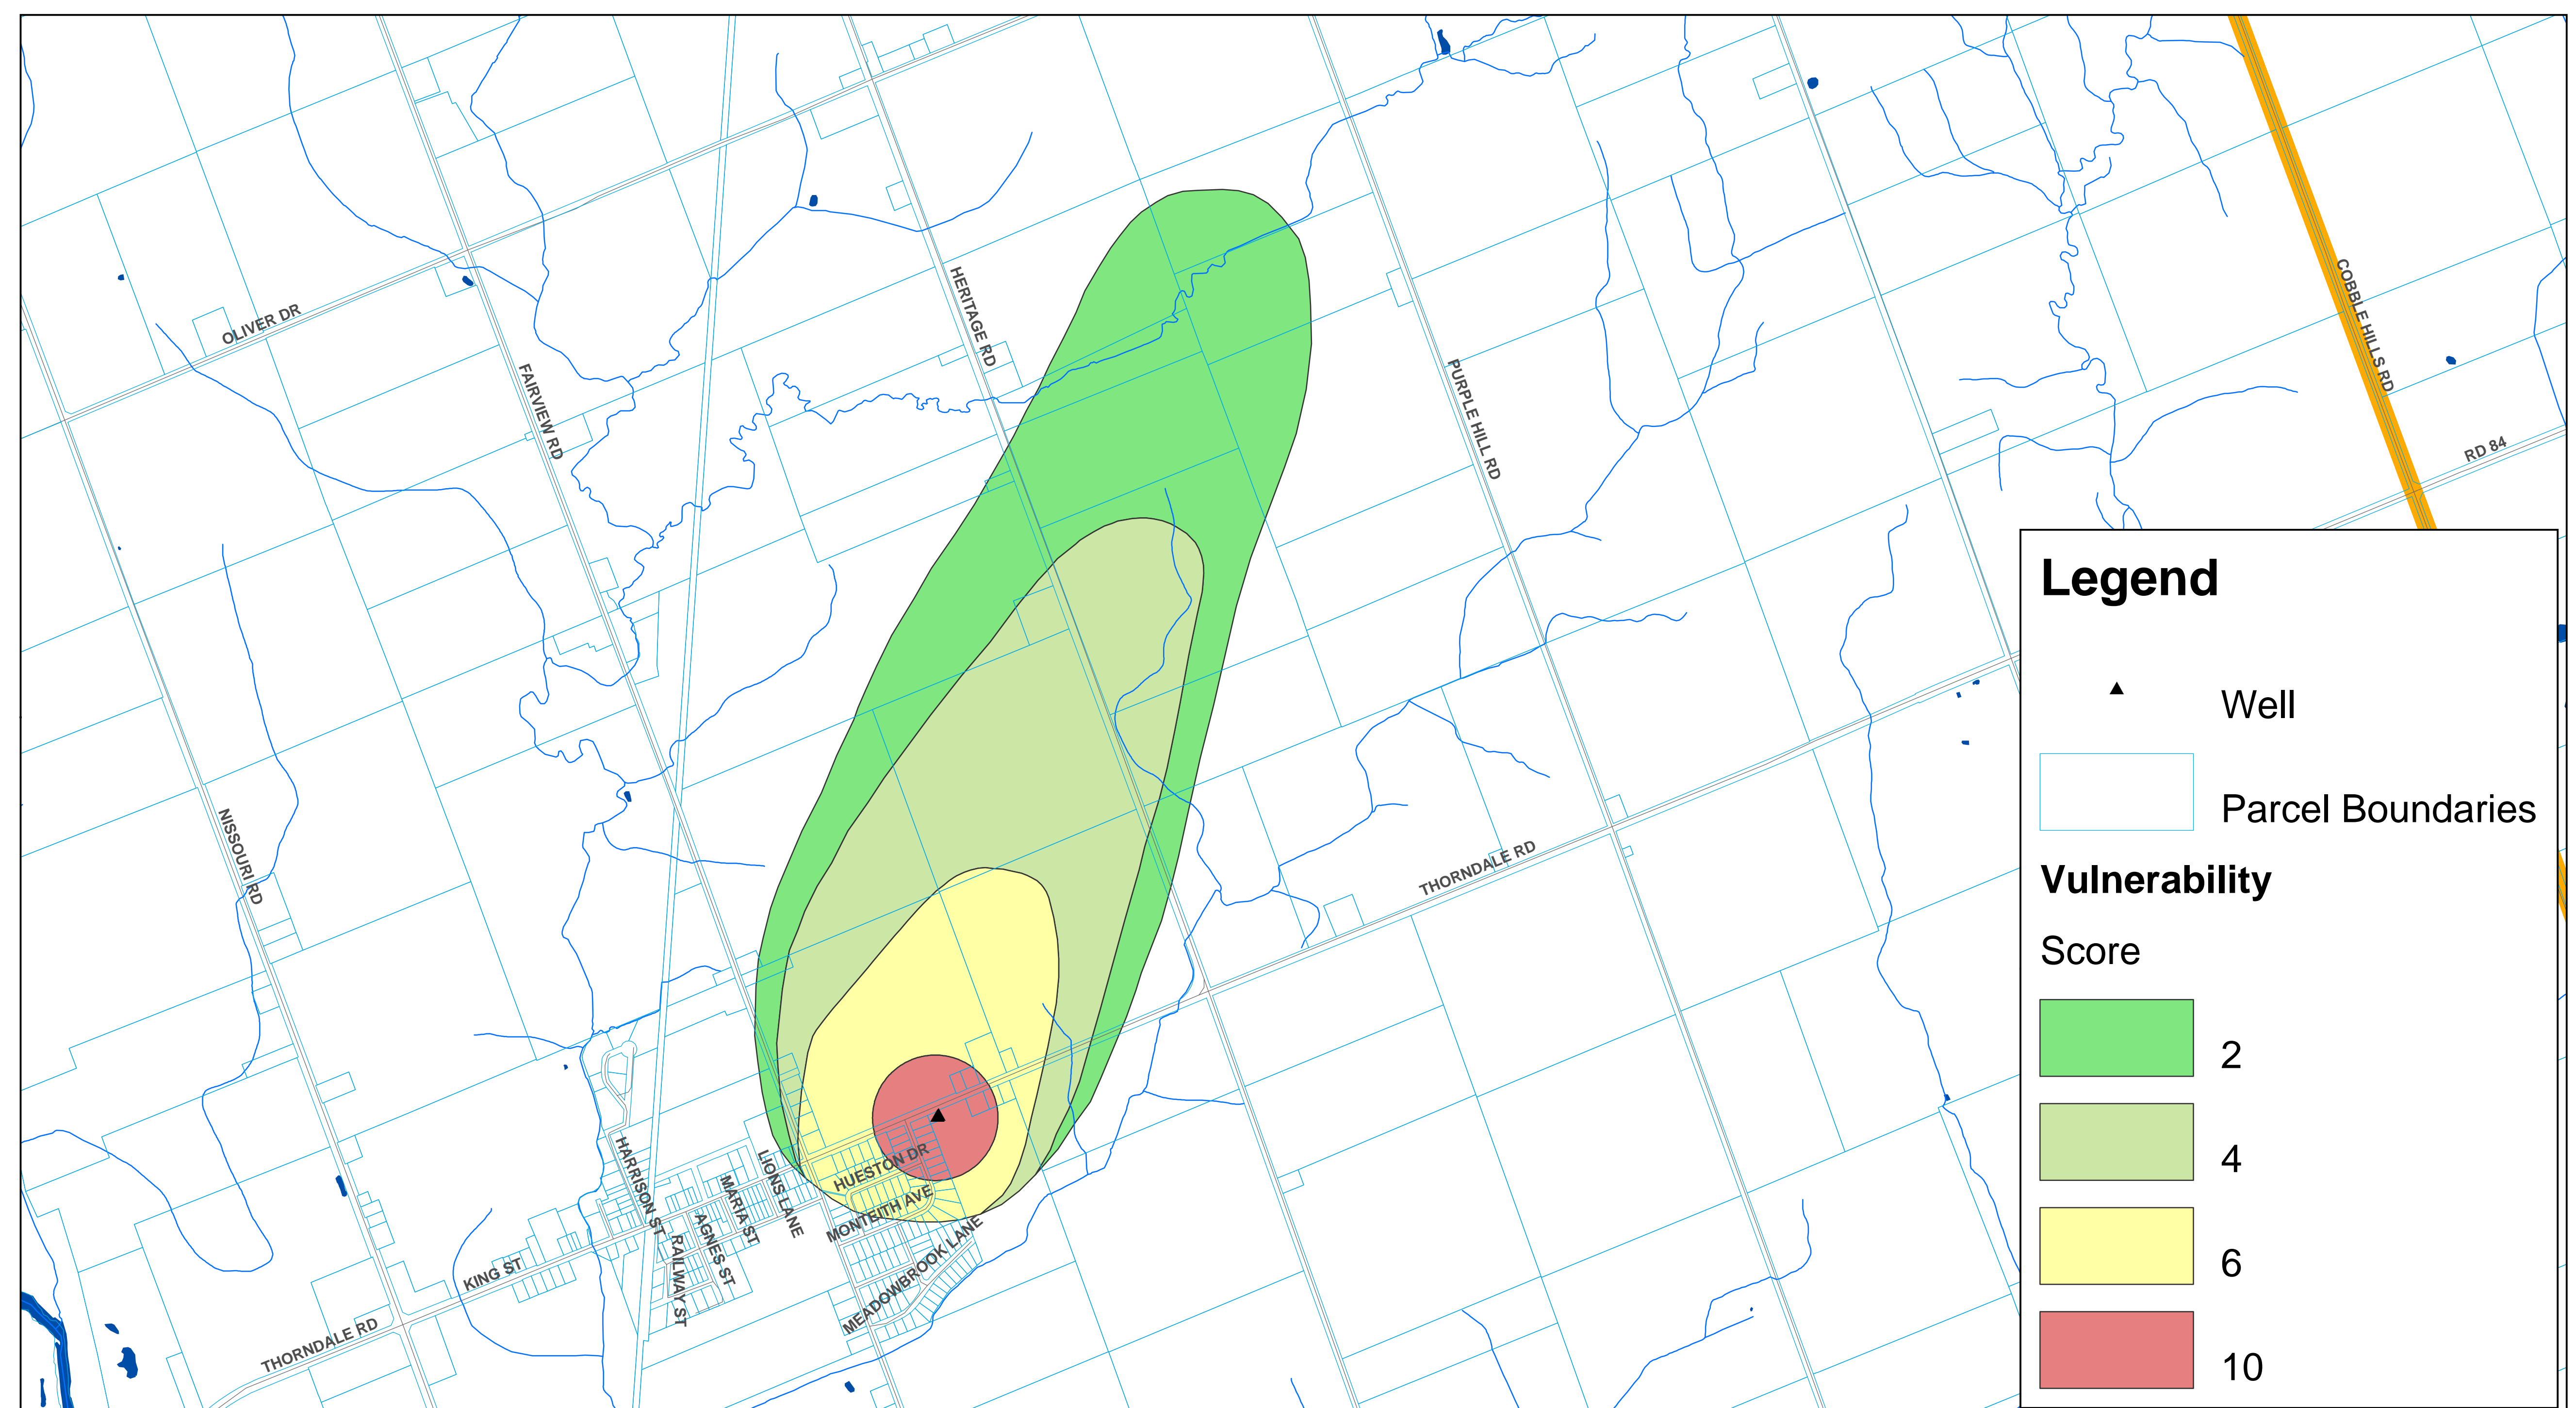 HERITAGE RD
COBBLE HILLS RD
OLIVER DR
FAIRVIEW RD
PURPLE HILL RD
RD 84
NISSOURI RD
THORNDALE RD
HARRISON ST
LIONS LANE
HUESTON DR
MARIA ST
MONTEITH AVE
AGNES ST
RAILWAY ST
MEADOWBROOK LANE
KING ST
THORNDALE RD
Legend
Well
Parcel Boundaries
Vulnerability
Score
2
4
6
10